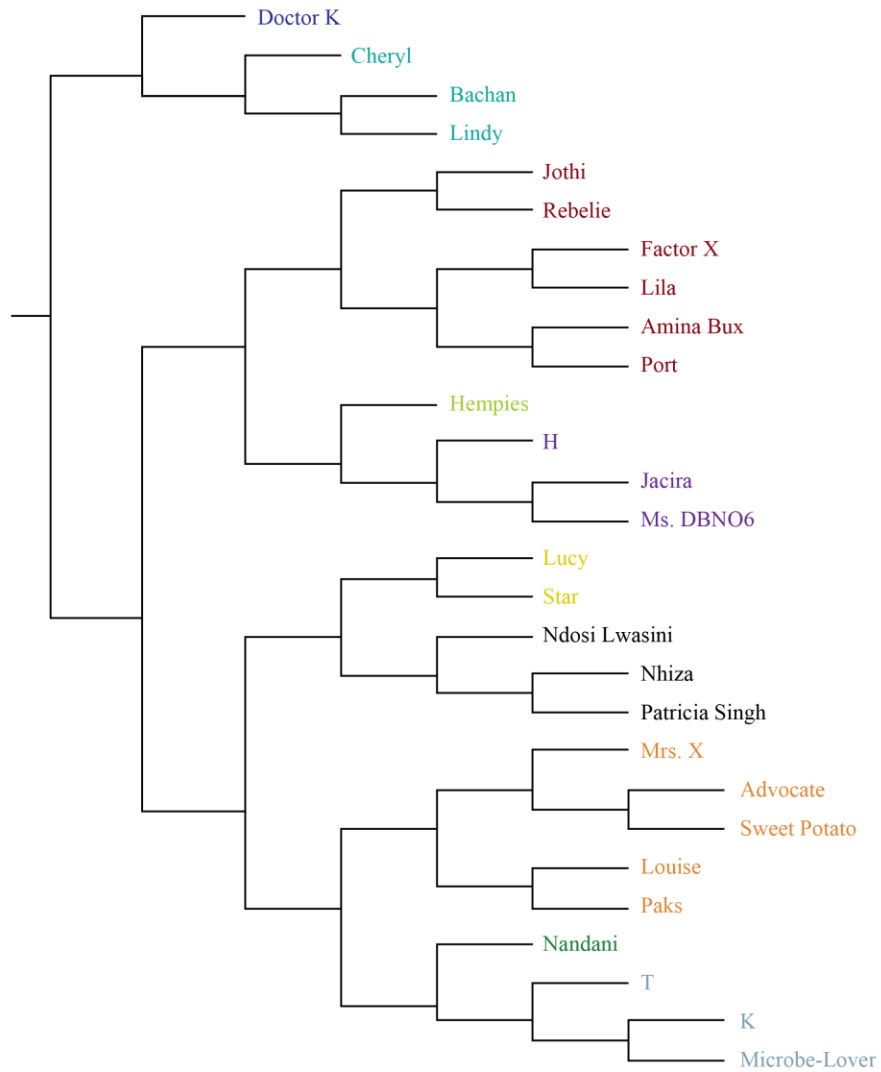 Doctor K
Cheryl
Bachan
Lindy
Jothi
Rebelie
Factor X
Lila
Amina Bux
Port
Hempies
H
Jacira
Ms. DBNO6
Lucy
Star
Ndosi Lwasini
Nhiza
Patricia Singh
Mrs. X
Advocate
Sweet Potato
Louise
Paks
Nandani
T
K
Microbe-Lover